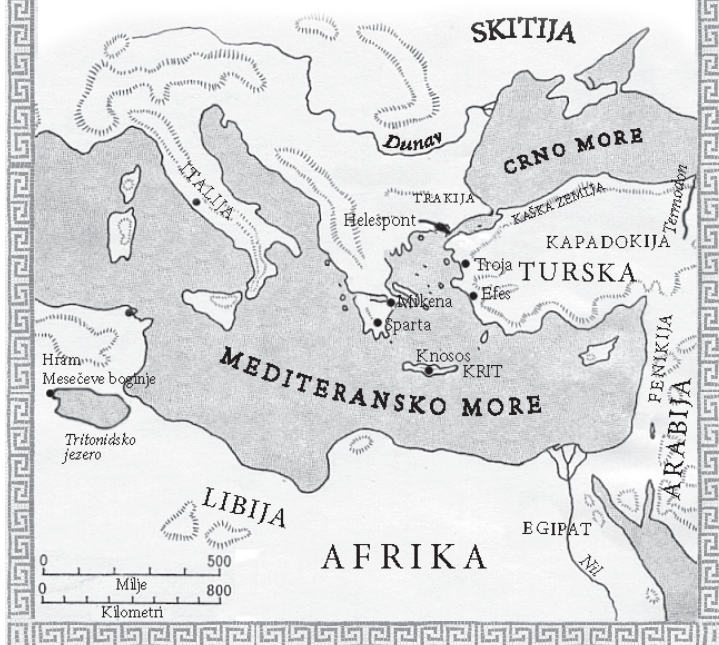 SKITIJA
Dunav
CRNO MORE
ITALIJA
TRAKIJA
Helespont
KAŠKA ZEMLJA
Termodon
KAPADOKIJA
Troja
TURSKA
Efes
Mikena
Sparta
Knosos
KRIT
FENIKIJA
ARABIJA
Hram
Mesečeve boginje
MEDITERANSKO MORE
Tritonidsko
jezero
LIBIJA
EGIPAT
AFRIKA
Nil
0 500
Milje
0 800
Kilometri